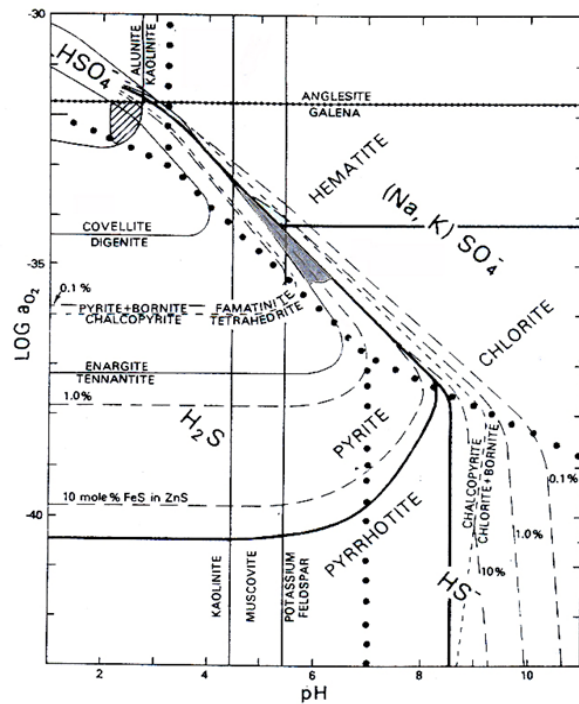 -30
HSO₄⁻
ALUNITE
KAOLINITE
ANGLESITE
GALENA
HEMATITE
(Na, K) SO₄⁻
COVELLITE
DIGENITE
-35
LOG aO₂
0.1%
PYRITE+BORNITE
CHALCOPYRITE
FAMATINITE
TETRAHEDRITE
CHLORITE
ENARGITE
TENNANTITE
1.0%
H₂S
PYRITE
10 mole % FeS in ZnS
-40
PYRRHOTITE
CHALCOPYRITE
CHLORITE+BORNITE
0.1%
1.0%
10%
HS⁻
KAOLINITE
MUSCOVITE
POTASSIUM
FELDSPAR
2
4
6
8
10
pH